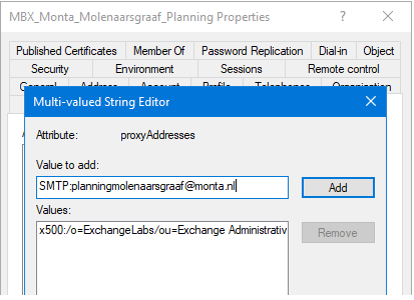 MBX_Monta_Molenaarsgraaf_Planning Properties
Published Certificates Member Of Password Replication Dial-in Object
Security Environment Sessions Remote control
General Address Account Profile Telephones Organisation
Multi-valued String Editor
Attribute: proxyAddresses
Value to add:
SMTP:planningmolenaarsgraaf@monta.nl
Add
Values:
x500:/o=ExchangeLabs/ou=Exchange Administrativ
Remove